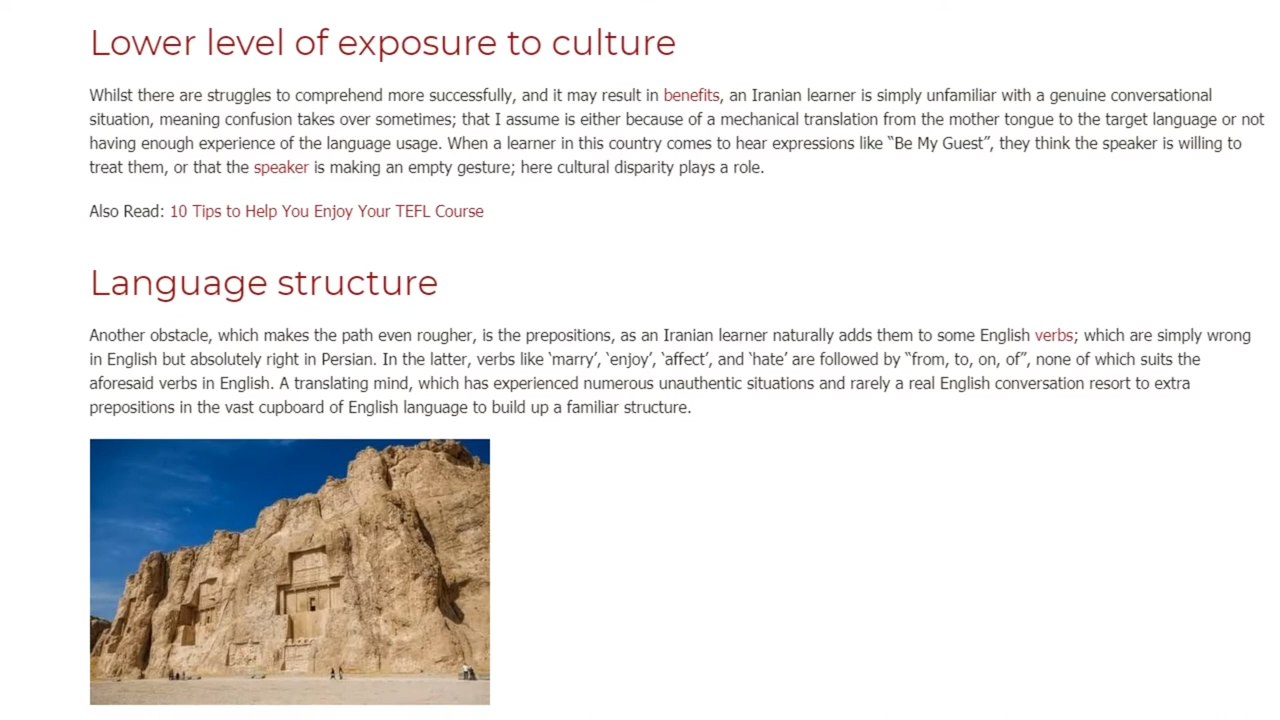 Lower level of exposure to culture
Whilst there are struggles to comprehend more successfully, and it may result in benefits, an Iranian learner is simply unfamiliar with a genuine conversational
situation, meaning confusion takes over sometimes; that I assume is either because of a mechanical translation from the mother tongue to the target language or not
having enough experience of the language usage. When a learner in this country comes to hear expressions like “Be My Guest”, they think the speaker is willing to
treat them, or that the speaker is making an empty gesture; here cultural disparity plays a role.
Also Read: 10 Tips to Help You Enjoy Your TEFL Course
Language structure
Another obstacle, which makes the path even rougher, is the prepositions, as an Iranian learner naturally adds them to some English verbs; which are simply wrong
in English but absolutely right in Persian. In the latter, verbs like ‘marry’, ‘enjoy’, ‘affect’, and ‘hate’ are followed by “from, to, on, of”, none of which suits the
aforesaid verbs in English. A translating mind, which has experienced numerous unauthentic situations and rarely a real English conversation resort to extra
prepositions in the vast cupboard of English language to build up a familiar structure.